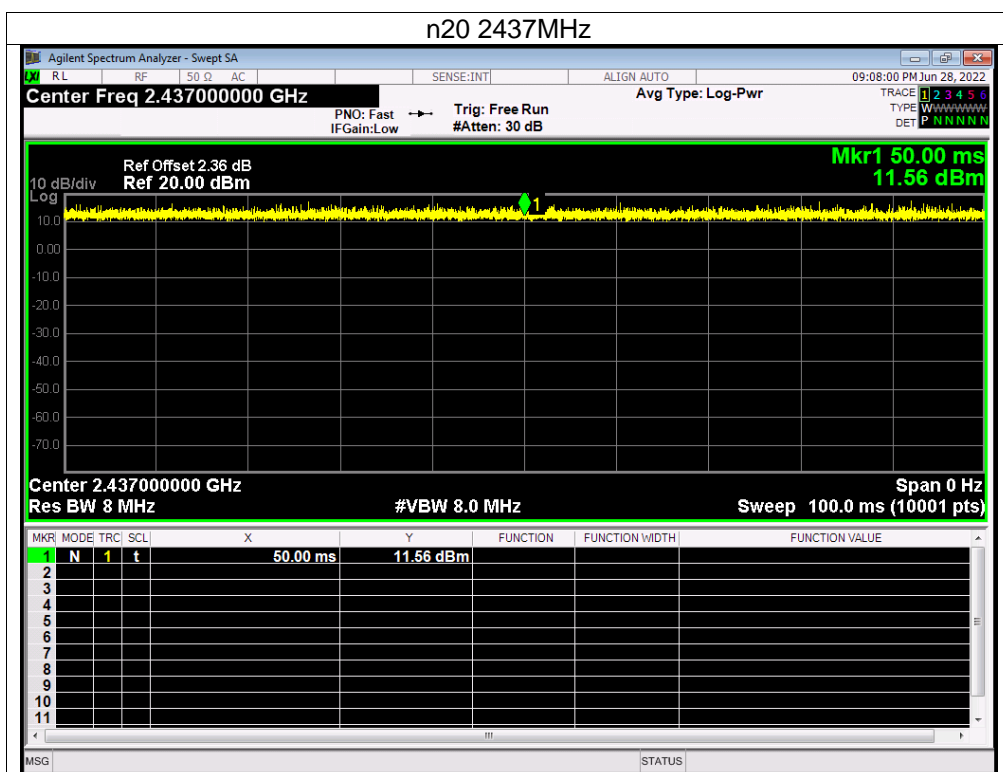 n20 2437MHz
Agilent Spectrum Analyzer - Swept SA
LXI RL RF 50 Ω AC SENSE:INT ALIGN AUTO 09:08:00 PM Jun 28, 2022
Center Freq 2.437000000 GHz Avg Type: Log-Pwr TRACE 1 2 3 4 5 6
PNO: Fast Trig: Free Run TYPE WWWWWW
IFGain:Low #Atten: 30 dB DET P N N N N N
Mkr1 50.00 ms
Ref Offset 2.36 dB
10 dB/div Ref 20.00 dBm 11.56 dBm
Log
1
10.0
0.00
-10.0
-20.0
-30.0
-40.0
-50.0
-60.0
-70.0
Center 2.437000000 GHz Span 0 Hz
Res BW 8 MHz #VBW 8.0 MHz Sweep 100.0 ms (10001 pts)
MKR MODE TRC SCL X Y FUNCTION FUNCTION WIDTH FUNCTION VALUE
1 N 1 t 50.00 ms 11.56 dBm
2
3
4
5
6
7
8
9
10
11
MSG STATUS